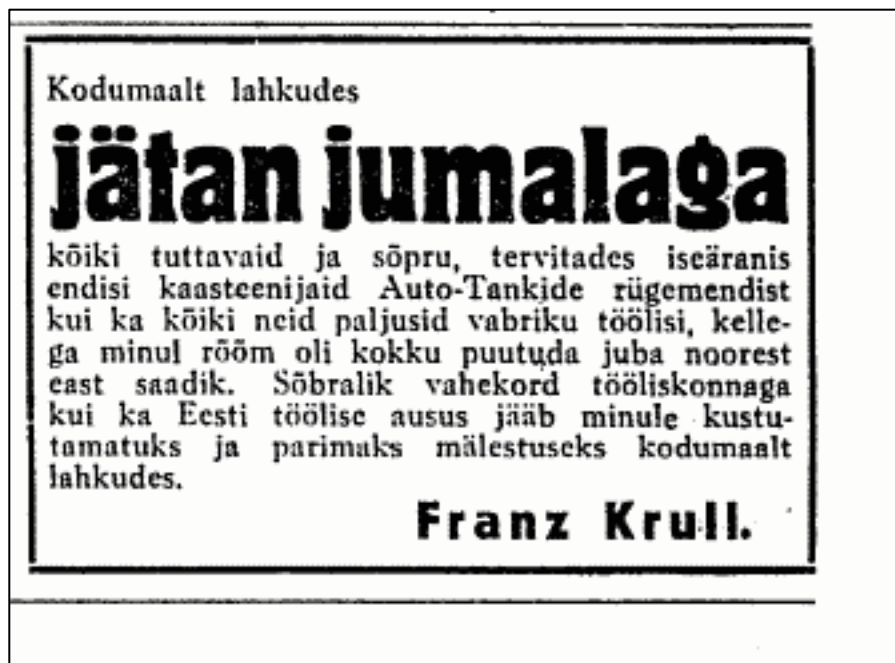 Kodumaalt lahkudes
jätan jumalaga
kõiki tuttavaid ja sõpru, tervitades iseäranis
endisi kaasteenijaid Auto-Tankide rügemendist
kui ka kõiki neid paljusid vabriku töölisi, kelle-
ga minul rõõm oli kokku puutuda juba noorest
east saadik. Sõbralik vahekord tööliskonnaga
kui ka Eesti töölise ausus jääb minule kustu-
tamatuks ja parimaks mälestuseks kodumaalt
lahkudes.
Franz Krull.